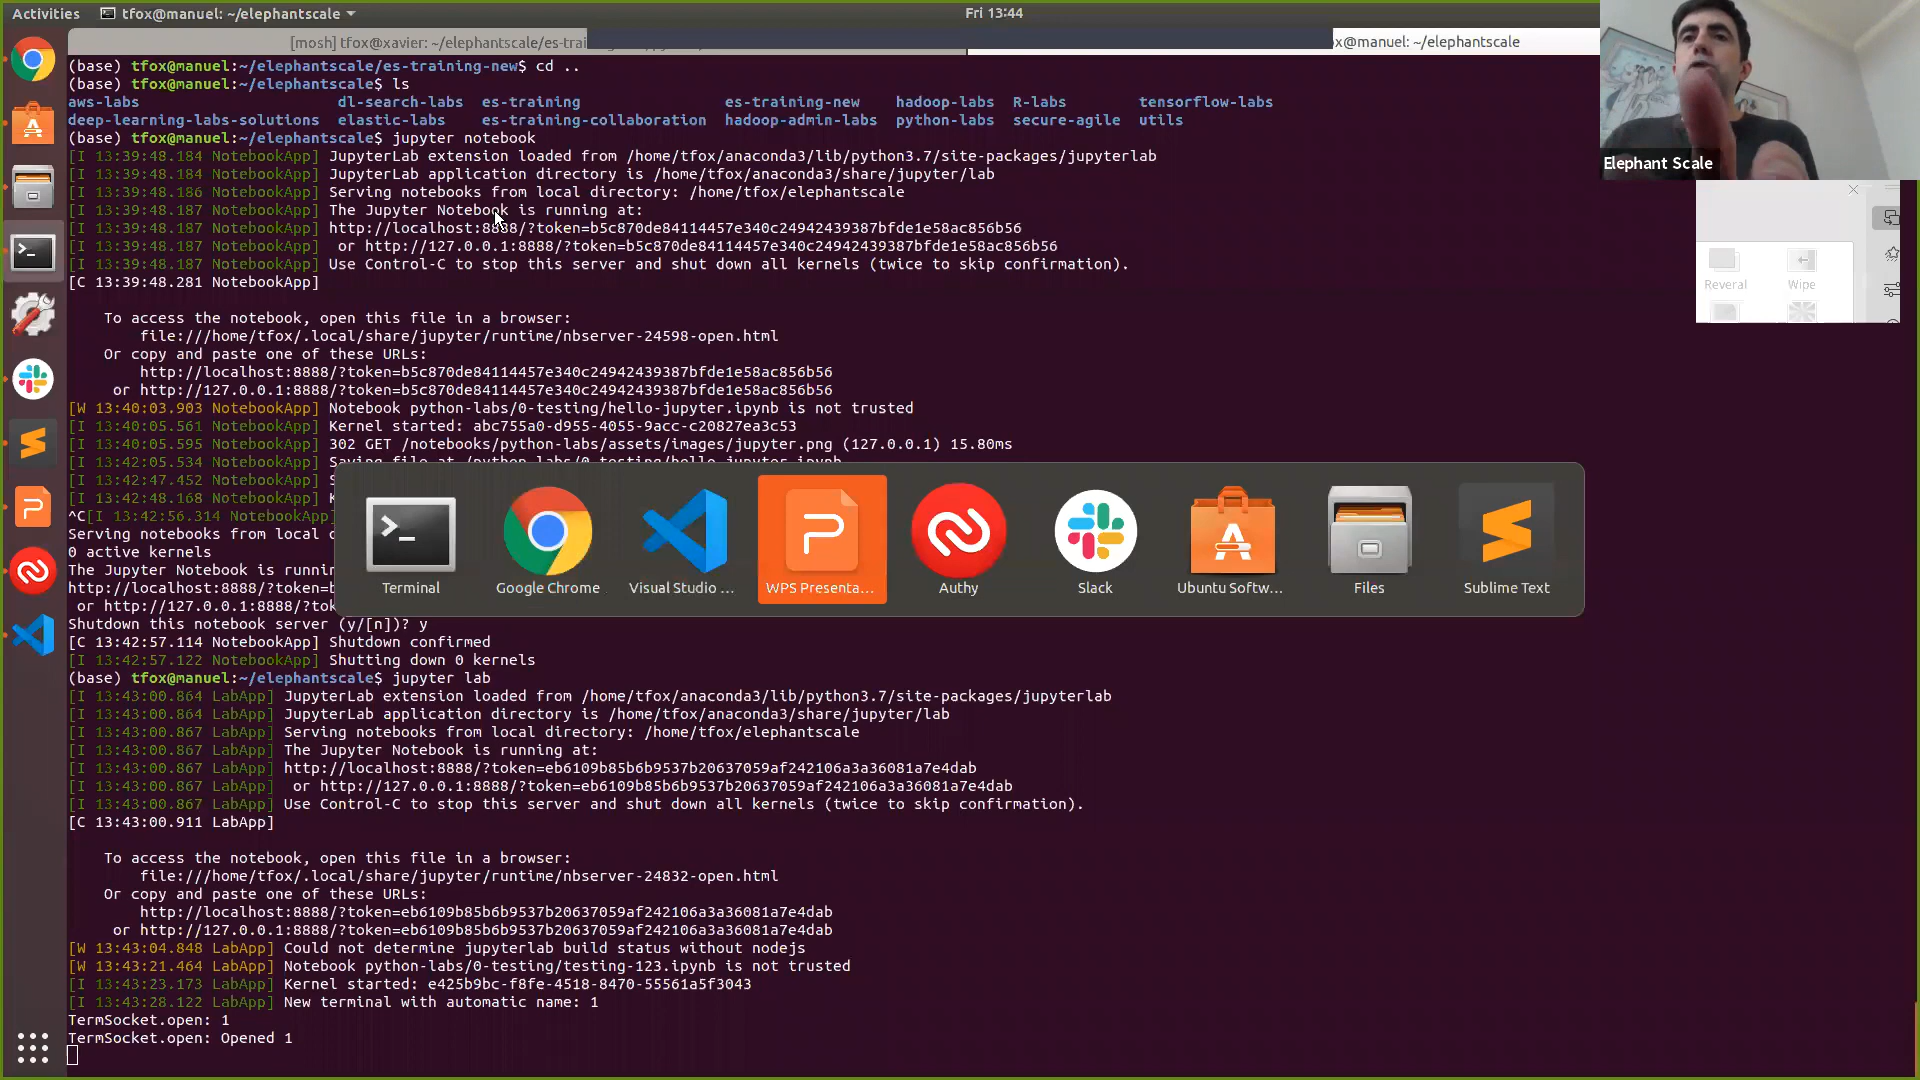 Activities
tfox@manuel: ~/elephantscale
Fri 13:44
[mosh] tfox@xavier: ~/elephantscale/es-trai
x@manuel: ~/elephantscale
(base) tfox@manuel:~/elephantscale/es-training-new$ cd ..
(base) tfox@manuel:~/elephantscale$ ls
aws-labs dl-search-labs es-training es-training-new hadoop-labs R-labs tensorflow-labs
deep-learning-labs-solutions elastic-labs es-training-collaboration hadoop-admin-labs python-labs secure-agile utils
(base) tfox@manuel:~/elephantscale$ jupyter notebook
[I 13:39:48.184 NotebookApp] JupyterLab extension loaded from /home/tfox/anaconda3/lib/python3.7/site-packages/jupyterlab
[I 13:39:48.184 NotebookApp] JupyterLab application directory is /home/tfox/anaconda3/share/jupyter/lab
[I 13:39:48.186 NotebookApp] Serving notebooks from local directory: /home/tfox/elephantscale
[I 13:39:48.187 NotebookApp] The Jupyter Notebook is running at:
[I 13:39:48.187 NotebookApp] http://localhost:8888/?token=b5c870de84114457e340c24942439387bfde1e58ac856b56
[I 13:39:48.187 NotebookApp]  or http://127.0.0.1:8888/?token=b5c870de84114457e340c24942439387bfde1e58ac856b56
[I 13:39:48.187 NotebookApp] Use Control-C to stop this server and shut down all kernels (twice to skip confirmation).
[C 13:39:48.281 NotebookApp]
To access the notebook, open this file in a browser:
file:///home/tfox/.local/share/jupyter/runtime/nbserver-24598-open.html
Or copy and paste one of these URLs:
http://localhost:8888/?token=b5c870de84114457e340c24942439387bfde1e58ac856b56
or http://127.0.0.1:8888/?token=b5c870de84114457e340c24942439387bfde1e58ac856b56
[W 13:40:03.903 NotebookApp] Notebook python-labs/0-testing/hello-jupyter.ipynb is not trusted
[I 13:40:05.561 NotebookApp] Kernel started: abc755a0-d955-4055-9acc-c20827ea3c53
[I 13:40:05.595 NotebookApp] 302 GET /notebooks/python-labs/assets/images/jupyter.png (127.0.0.1) 15.80ms
[I 13:42:05.534 NotebookApp] Saving file at /python-labs/0-testing/hello-jupyter.ipynb
[I 13:42:47.452 NotebookApp] S
[I 13:42:48.168 NotebookApp] K
^C[I 13:42:56.314 NotebookApp]
Serving notebooks from local d
0 active kernels
The Jupyter Notebook is runnin
http://localhost:8888/?token=b
or http://127.0.0.1:8888/?tok
Shutdown this notebook server (y/[n])? y
[C 13:42:57.114 NotebookApp] Shutdown confirmed
[I 13:42:57.122 NotebookApp] Shutting down 0 kernels
(base) tfox@manuel:~/elephantscale$ jupyter lab
[I 13:43:00.864 LabApp] JupyterLab extension loaded from /home/tfox/anaconda3/lib/python3.7/site-packages/jupyterlab
[I 13:43:00.864 LabApp] JupyterLab application directory is /home/tfox/anaconda3/share/jupyter/lab
[I 13:43:00.867 LabApp] Serving notebooks from local directory: /home/tfox/elephantscale
[I 13:43:00.867 LabApp] The Jupyter Notebook is running at:
[I 13:43:00.867 LabApp] http://localhost:8888/?token=eb6109b85b6b9537b20637059af242106a3a36081a7e4dab
[I 13:43:00.867 LabApp]  or http://127.0.0.1:8888/?token=eb6109b85b6b9537b20637059af242106a3a36081a7e4dab
[I 13:43:00.867 LabApp] Use Control-C to stop this server and shut down all kernels (twice to skip confirmation).
[C 13:43:00.911 LabApp]
To access the notebook, open this file in a browser:
file:///home/tfox/.local/share/jupyter/runtime/nbserver-24832-open.html
Or copy and paste one of these URLs:
http://localhost:8888/?token=eb6109b85b6b9537b20637059af242106a3a36081a7e4dab
or http://127.0.0.1:8888/?token=eb6109b85b6b9537b20637059af242106a3a36081a7e4dab
[W 13:43:04.848 LabApp] Could not determine jupyterlab build status without nodejs
[W 13:43:21.464 LabApp] Notebook python-labs/0-testing/testing-123.ipynb is not trusted
[I 13:43:23.173 LabApp] Kernel started: e425b9bc-f8fe-4518-8470-55561a5f3043
[I 13:43:28.122 LabApp] New terminal with automatic name: 1
TermSocket.open: 1
TermSocket.open: Opened 1
Terminal
Google Chrome
Visual Studio ...
WPS Presenta...
Authy
Slack
Ubuntu Softw...
Files
Sublime Text
Elephant Scale
Reveral
Wipe